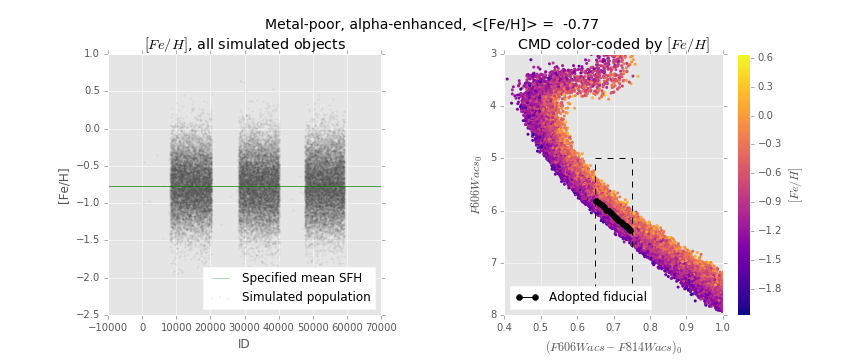 Metal-poor, alpha-enhanced, <[Fe/H]> =  -0.77
[Fe/H], all simulated objects
1.0
0.5
0.0
−0.5
−1.0
−1.5
−2.0
−2.5
[Fe/H]
Specified mean SFH
Simulated population
−10000 0 10000 20000 30000 40000 50000 60000 70000
ID
CMD color-coded by [Fe/H]
3
4
5
6
7
8
F606Wacs0
Adopted fiducial
0.4 0.5 0.6 0.7 0.8 0.9 1.0
(F606Wacs − F814Wacs)0
0.6
0.3
0.0
−0.3
−0.6
−0.9
−1.2
−1.5
−1.8
[Fe/H]